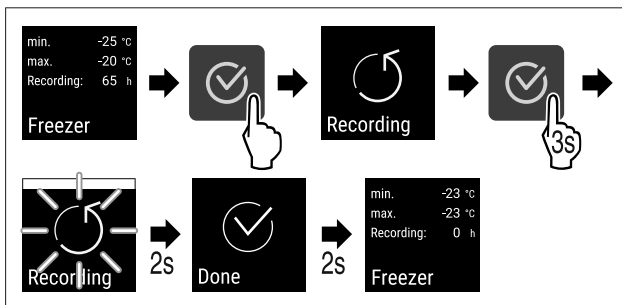 min. -25 °C
max. -20 °C
Recording: 65 h
Freezer
Recording
3s
Recording
2s
Done
2s
min. -23 °C
max. -23 °C
Recording: 0 h
Freezer